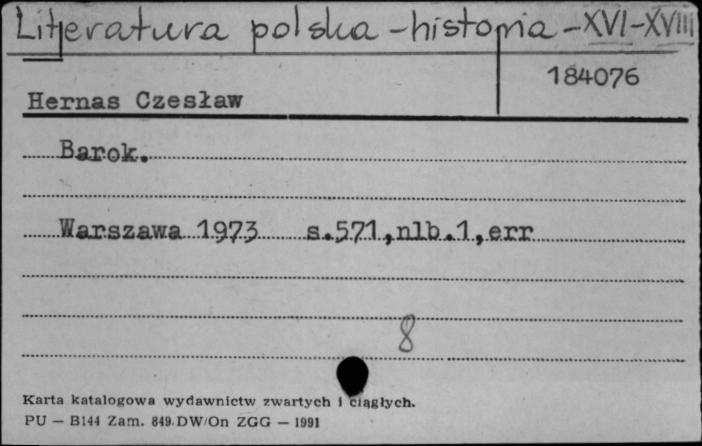 Literatura polska - historia - XVI-XVIII
184076
Hernas Czesław
Barok.
Warszawa 1973 s.571,nlb.1,err
8
Karta katalogowa wydawnictw zwartych i ciągłych.
PU — B144 Zam. 849.DW/On ZGG — 1991